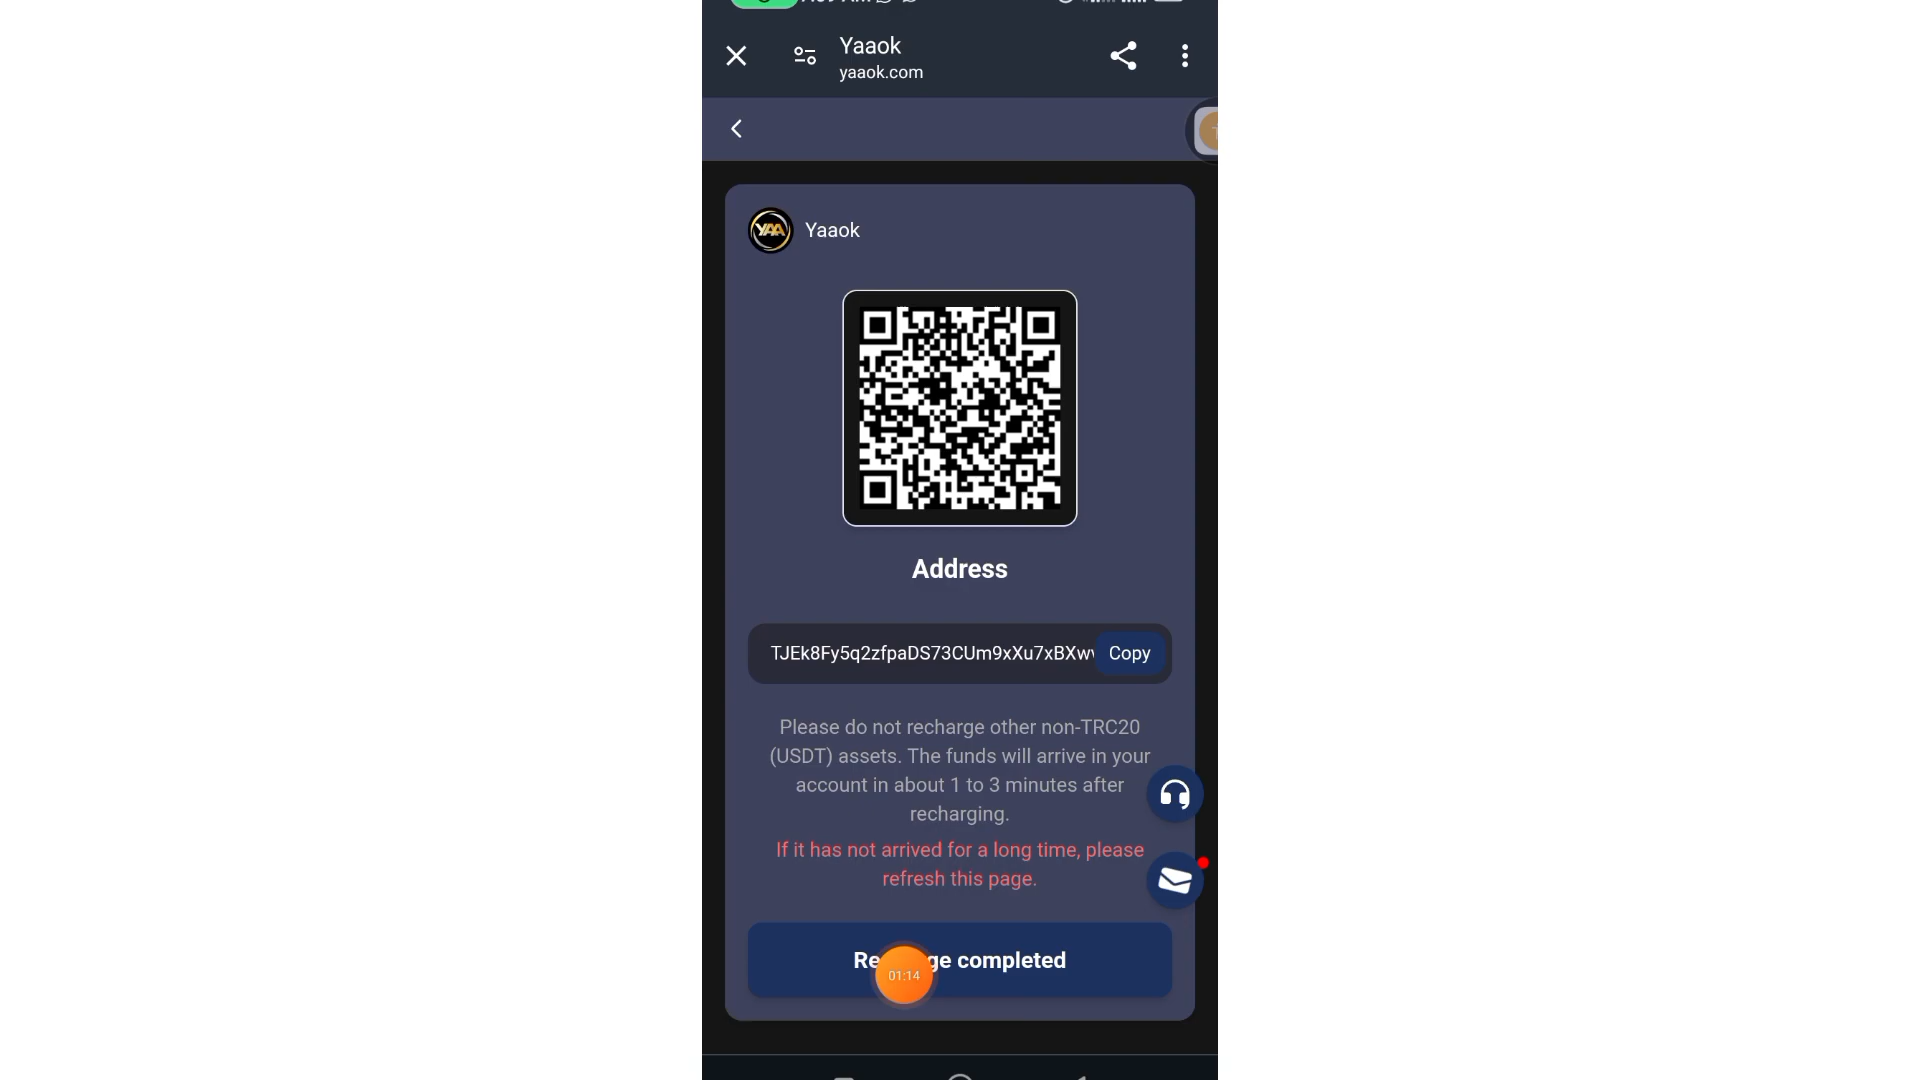 Yaaok
yaaok.com
YAA
Yaaok
Address
TJEk8Fy5q2zfpaDS73CUm9xXu7xBXw
Copy
Please do not recharge other non-TRC20
(USDT) assets. The funds will arrive in your
account in about 1 to 3 minutes after
recharging.
If it has not arrived for a long time, please
refresh this page.
completed
01:14